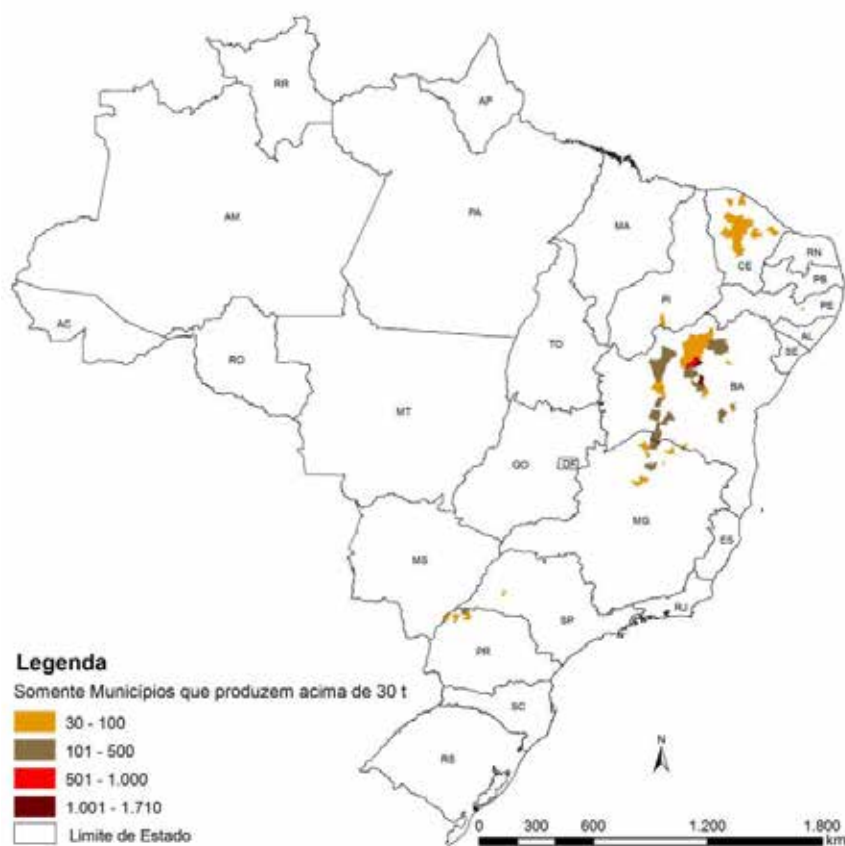 RR
AP
AM
PA
MA
CE
RN
PB
PE
PI
AL
SE
AC
RO
TO
BA
MT
GO
DF
MG
ES
MS
SP
RJ
PR
SC
RS
Legenda
Somente Municípios que produzem acima de 30 t
30 - 100
101 - 500
501 - 1.000
1.001 - 1.710
Limite de Estado
N
0 300 600 1.200 1.800
km